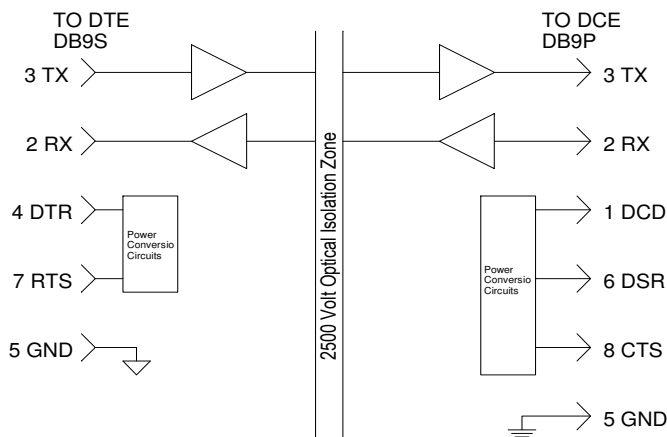 TO DTE
DB9S
TO DCE
DB9P
3 TX
3 TX
2 RX
2 RX
4 DTR
Power
Conversio
Circuits
7 RTS
5 GND
2500 Volt Optical Isolation Zone
Power
Conversio
Circuits
1 DCD
6 DSR
8 CTS
5 GND